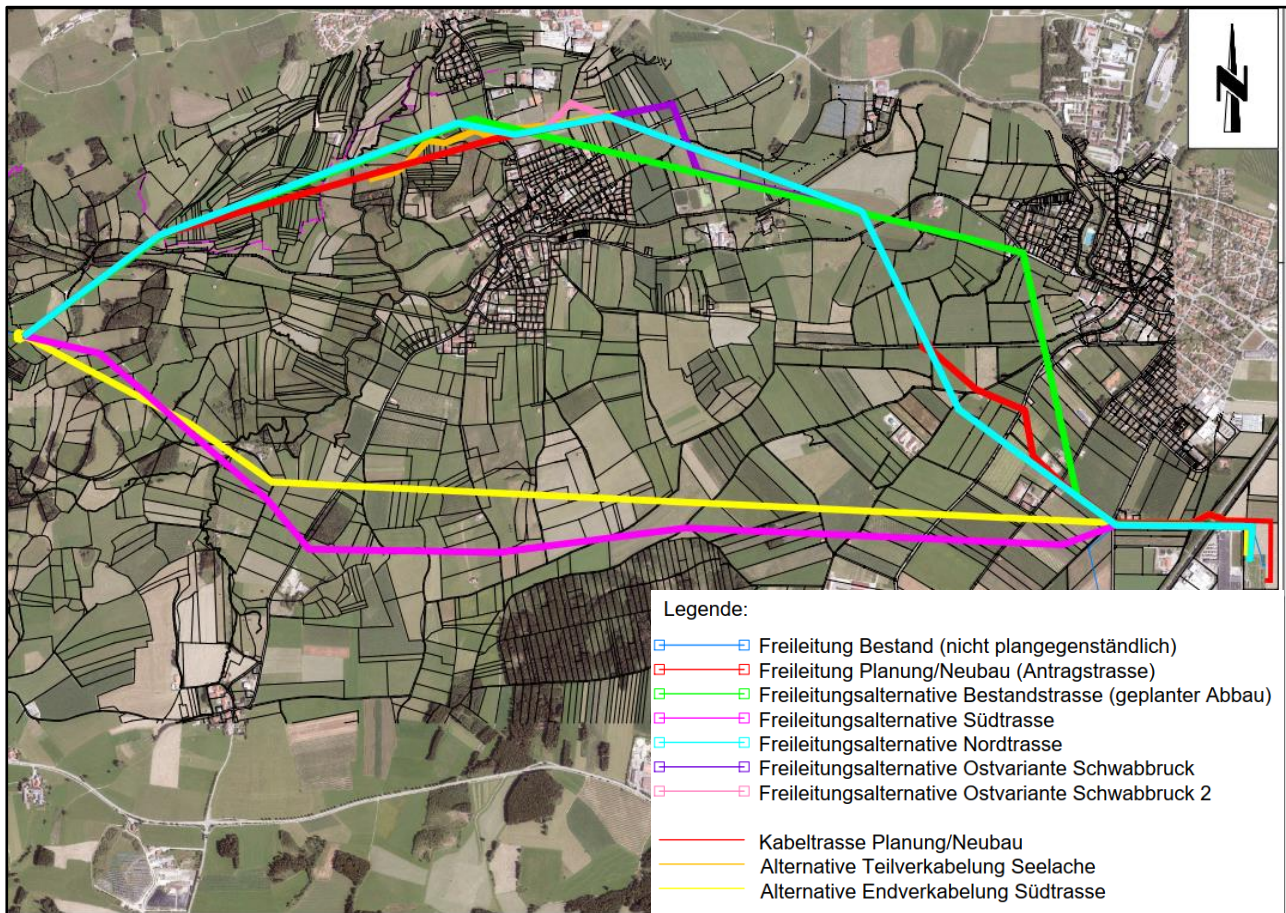 N
Legende:
Freileitung Bestand (nicht plangegenständlich)
Freileitung Planung/Neubau (Antragstrasse)
Freileitungsalternative Bestandstrasse (geplanter Abbau)
Freileitungsalternative Südtrasse
Freileitungsalternative Nordtrasse
Freileitungsalternative Ostvariante Schwabbruck
Freileitungsalternative Ostvariante Schwabbruck 2
Kabeltrasse Planung/Neubau
Alternative Teilverkabelung Seelache
Alternative Endverkabelung Südtrasse